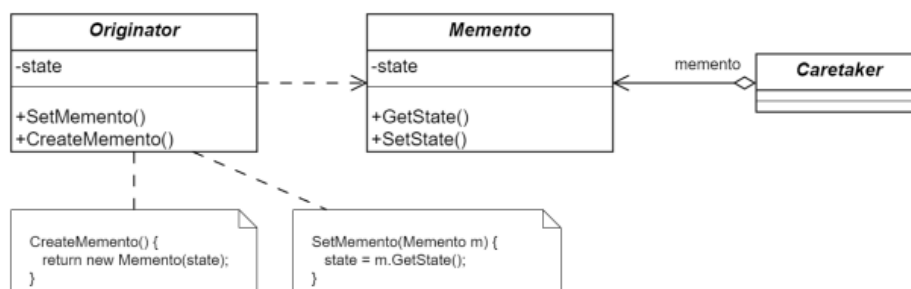 Originator
-state
+SetMemento()
+CreateMemento()
Memento
-state
+GetState()
+SetState()
memento
Caretaker
CreateMemento() {
return new Memento(state);
}
SetMemento(Memento m) {
state = m.GetState();
}